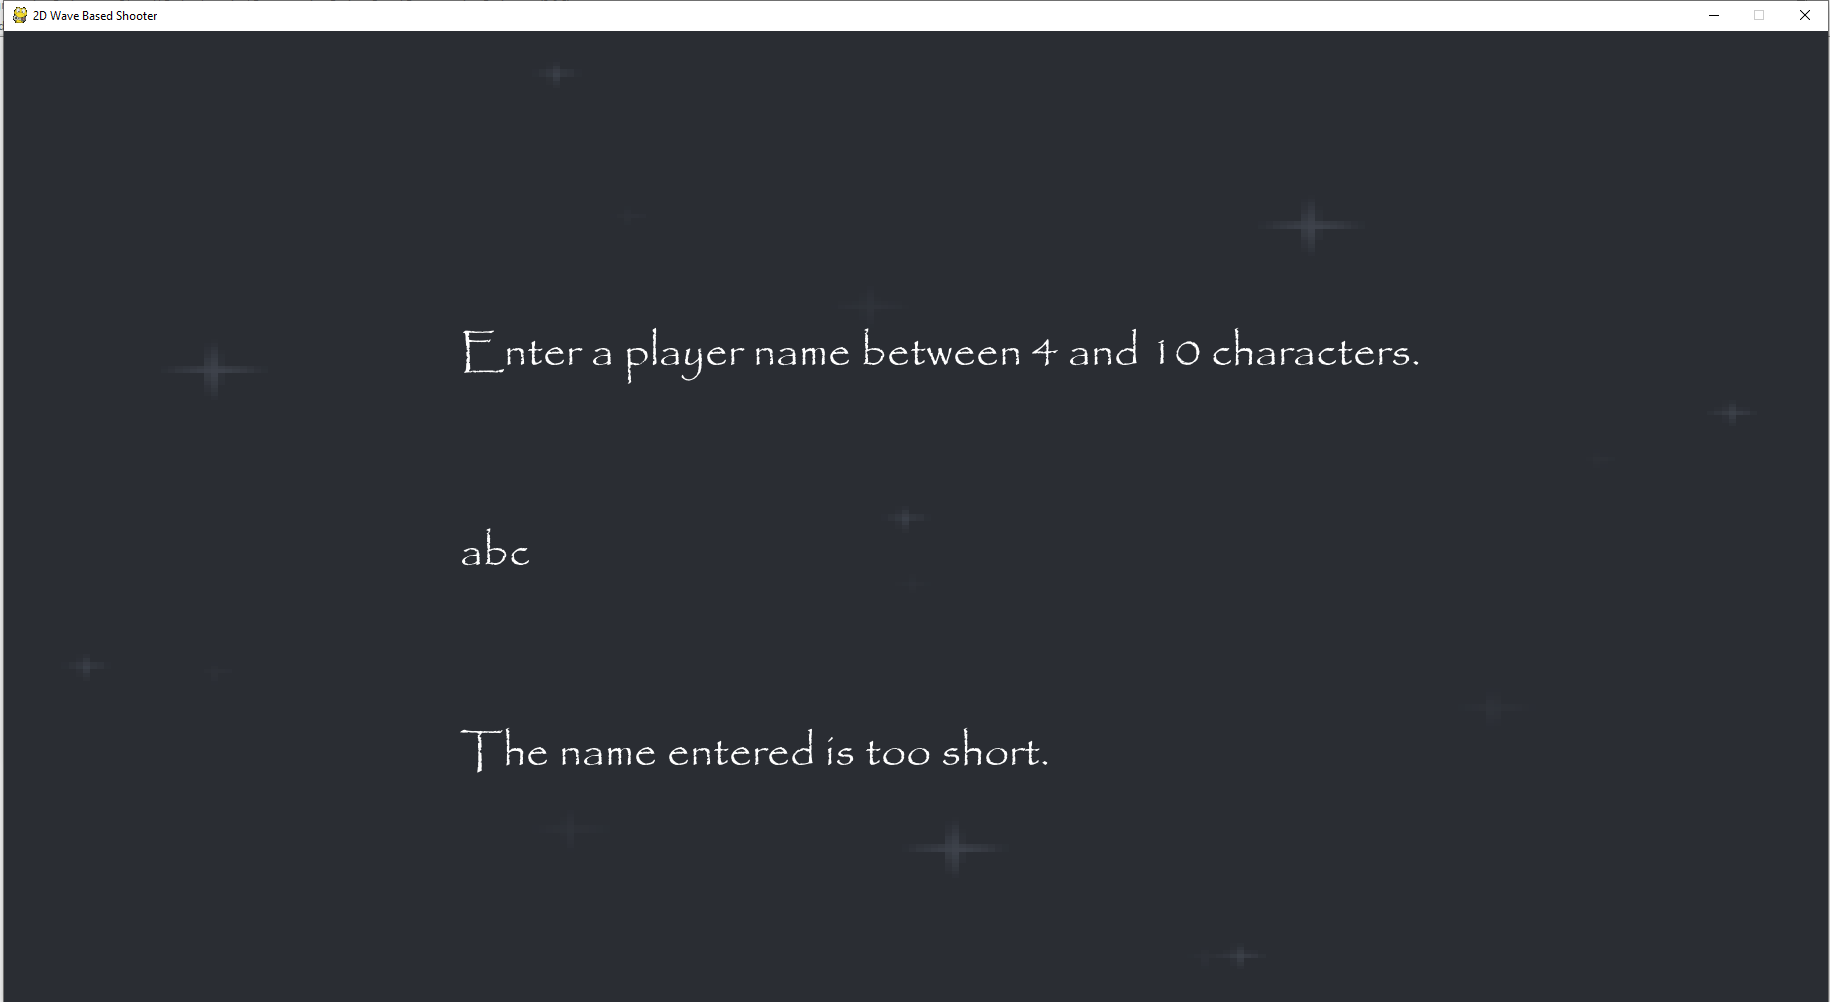 2D Wave Based Shooter
Enter a player name between 4 and 10 characters.
abc
The name entered is too short.